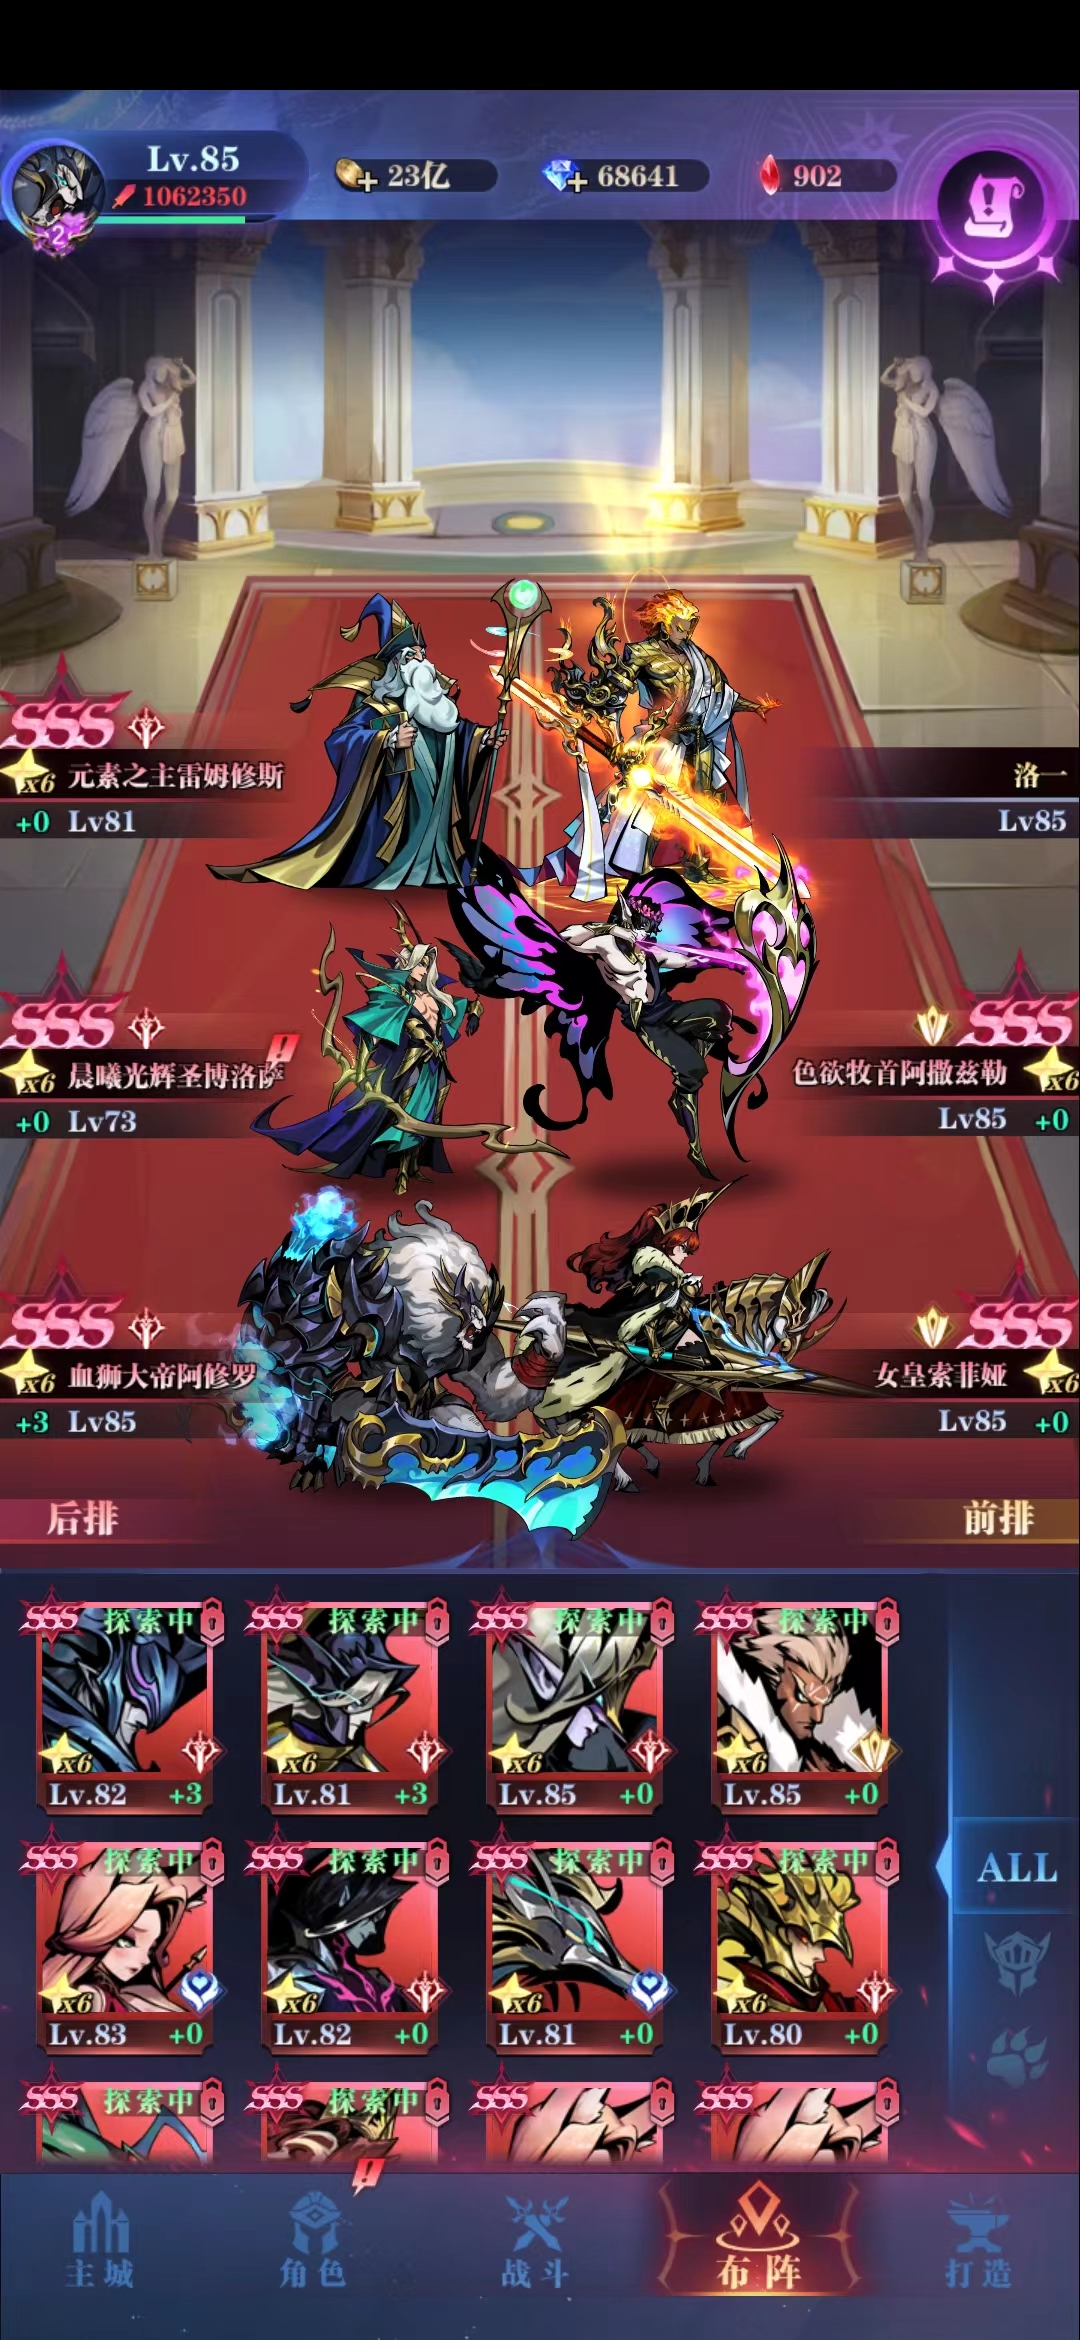 Lv.85
1062350
23亿
68641
902
2
SSS
x6 元素之主雷姆修斯
+0 Lv81
洛一
Lv85
SSS
x6 晨曦光辉圣博洛萨
+0 Lv73
SSS
色欲牧首阿撒兹勒 x6
Lv85 +0
SSS
x6 血狮大帝阿修罗
+3 Lv85
SSS
女皇索菲娅 x6
Lv85 +0
后排
前排
SSS 探索中 SSS 探索中 SSS 探索中 SSS 探索中
x6 x6 x6 x6
Lv.82 +3 Lv.81 +3 Lv.85 +0 Lv.85 +0
SSS 探索中 SSS 探索中 SSS 探索中 SSS 探索中
ALL
x6 x6 x6 x6
Lv.83 +0 Lv.82 +0 Lv.81 +0 Lv.80 +0
SSS 探索中 SSS 探索中 SSS SSS
主城 角色 战斗 布阵 打造